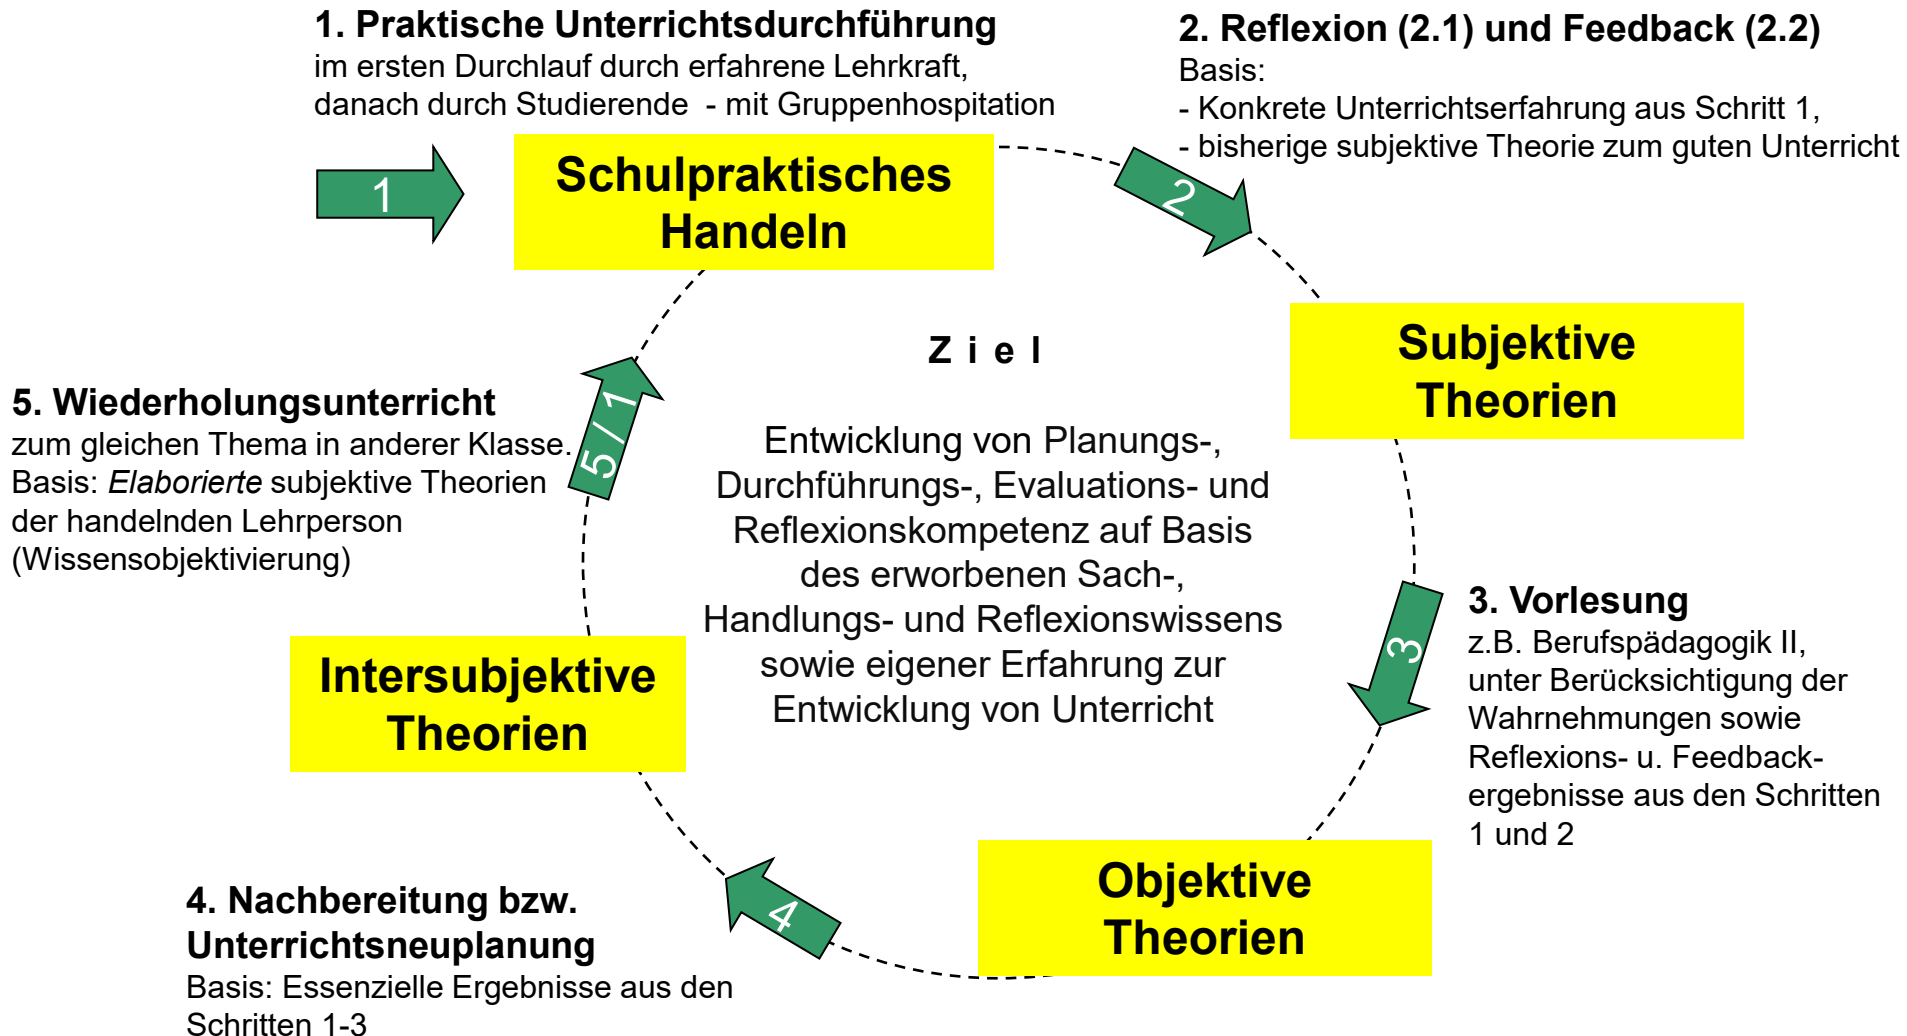 1. Praktische Unterrichtsdurchführung
im ersten Durchlauf durch erfahrene Lehrkraft,
danach durch Studierende  - mit Gruppenhospitation
2. Reflexion (2.1) und Feedback (2.2)
Basis:
- Konkrete Unterrichtserfahrung aus Schritt 1,
- bisherige subjektive Theorie zum guten Unterricht
1
Schulpraktisches
Handeln
2
Subjektive
Theorien
Z i e l
Entwicklung von Planungs-,
Durchführungs-, Evaluations- und
Reflexionskompetenz auf Basis
des erworbenen Sach-,
Handlungs- und Reflexionswissens
sowie eigener Erfahrung zur
Entwicklung von Unterricht
5. Wiederholungsunterricht
zum gleichen Thema in anderer Klasse.
Basis: Elaborierte subjektive Theorien
der handelnden Lehrperson
(Wissensobjektivierung)
5 / 1
3
3. Vorlesung
z.B. Berufspädagogik II,
unter Berücksichtigung der
Wahrnehmungen sowie
Reflexions- u. Feedback-
ergebnisse aus den Schritten
1 und 2
Intersubjektive
Theorien
Objektive
Theorien
4
4. Nachbereitung bzw.
Unterrichtsneuplanung
Basis: Essenzielle Ergebnisse aus den
Schritten 1-3